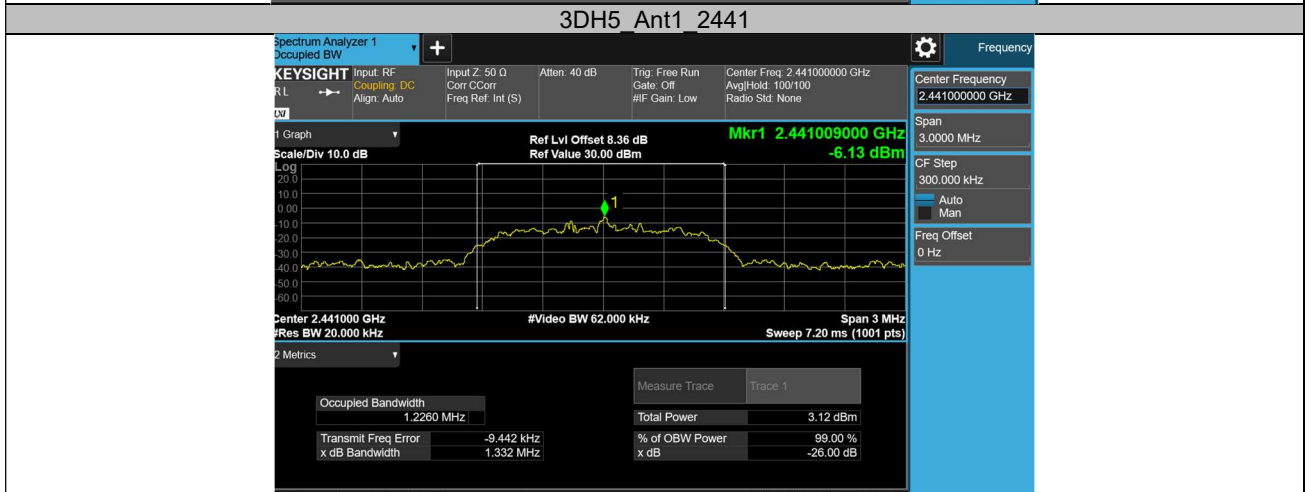 3DH5_Ant1_2441
Spectrum Analyzer 1
Occupied BW
+
Frequency
KEYSIGHT
Input: RF
Input Z: 50 Ω
Atten: 40 dB
Trig: Free Run
Center Freq: 2.441000000 GHz
RL
Coupling: DC
Corr CCorr
Gate: Off
Avg|Hold: 100/100
Align: Auto
Freq Ref: Int (S)
#IF Gain: Low
Radio Std: None
Center Frequency
2.441000000 GHz
Span
3.0000 MHz
CF Step
300.000 kHz
Auto
Man
Freq Offset
0 Hz
1 Graph
Ref Lvl Offset 8.36 dB
Mkr1 2.441009000 GHz
Scale/Div 10.0 dB
Ref Value 30.00 dBm
-6.13 dBm
Log
20.0
10.0
0.00
-10.0
-20.0
-30.0
-40.0
-50.0
-60.0
1
Center 2.441000 GHz
#Video BW 62.000 kHz
Span 3 MHz
#Res BW 20.000 kHz
Sweep 7.20 ms (1001 pts)
2 Metrics
Measure Trace
Trace 1
Occupied Bandwidth
1.2260 MHz
Total Power
3.12 dBm
Transmit Freq Error
-9.442 kHz
% of OBW Power
99.00 %
x dB Bandwidth
1.332 MHz
x dB
-26.00 dB